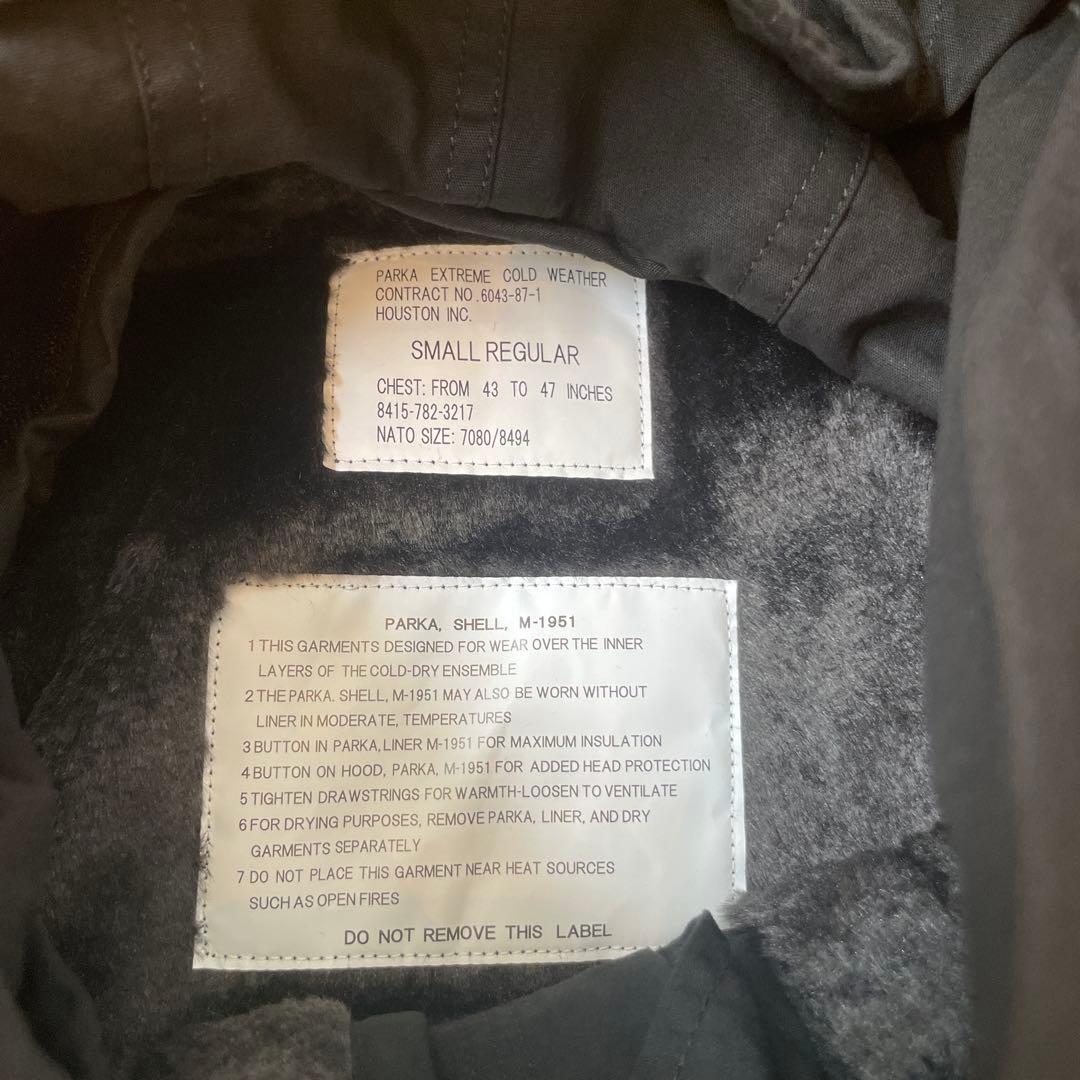 PARKA EXTREME COLD WEATHER
CONTRACT NO.6043-87-1
HOUSTON INC.
SMALL REGULAR
CHEST: FROM 43 TO 47 INCHES
8415-782-3217
NATO SIZE: 7080/8494
PARKA, SHELL, M-1951
1 THIS GARMENTS DESIGNED FOR WEAR OVER THE INNER
LAYERS OF THE COLD-DRY ENSEMBLE
2 THE PARKA. SHELL, M-1951 MAY ALSO BE WORN WITHOUT
LINER IN MODERATE, TEMPERATURES
3 BUTTON IN PARKA, LINER M-1951 FOR MAXIMUM INSULATION
4 BUTTON ON HOOD, PARKA, M-1951 FOR ADDED HEAD PROTECTION
5 TIGHTEN DRAWSTRINGS FOR WARMTH-LOOSEN TO VENTILATE
6 FOR DRYING PURPOSES, REMOVE PARKA, LINER, AND DRY
GARMENTS SEPARATELY
7 DO NOT PLACE THIS GARMENT NEAR HEAT SOURCES
SUCH AS OPEN FIRES
DO NOT REMOVE THIS LABEL